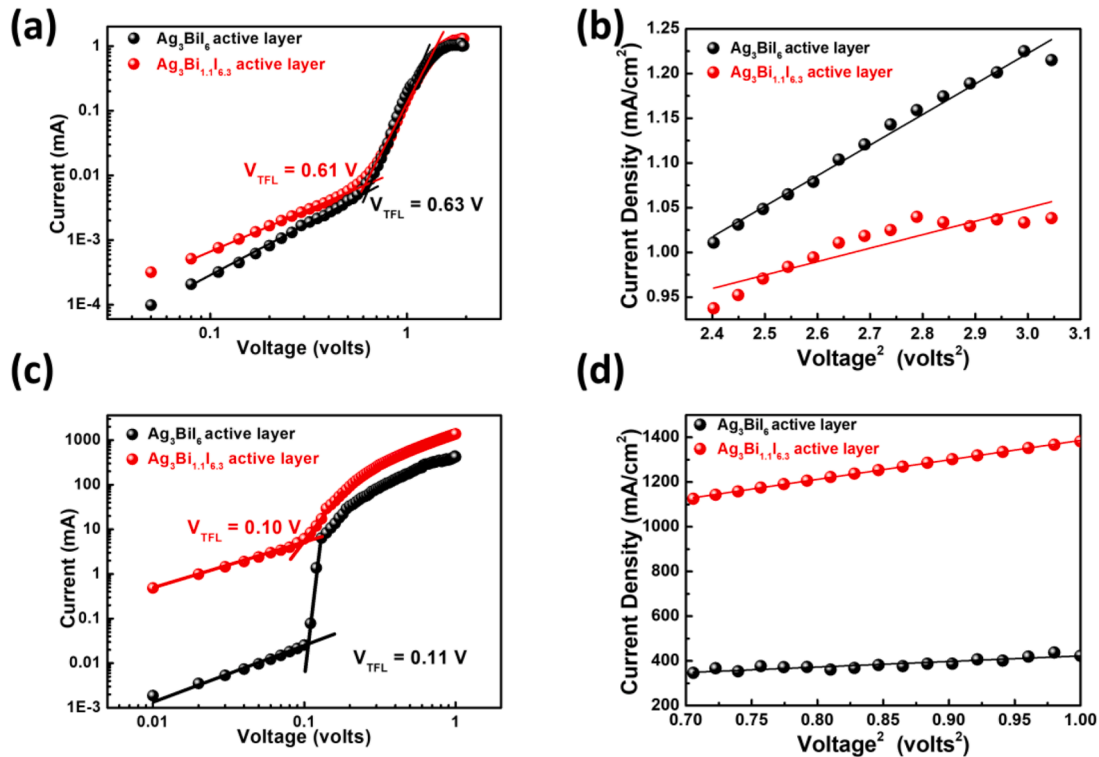 (a)
Ag₃BiI₆ active layer
Ag₃Bi₁.₁I₆.₃ active layer
V_TFL = 0.61 V
V_TFL = 0.63 V
1
0.1
0.01
1E-3
1E-4
0.1
1
Current (mA)
Voltage (volts)
(b)
Ag₃BiI₆ active layer
Ag₃Bi₁.₁I₆.₃ active layer
1.25
1.20
1.15
1.10
1.05
1.00
0.95
2.4 2.5 2.6 2.7 2.8 2.9 3.0 3.1
Current Density (mA/cm²)
Voltage² (volts²)
(c)
Ag₃BiI₆ active layer
Ag₃Bi₁.₁I₆.₃ active layer
V_TFL = 0.10 V
V_TFL = 0.11 V
1000
100
10
1
0.1
0.01
1E-3
0.01
0.1
1
Current (mA)
Voltage (volts)
(d)
Ag₃BiI₆ active layer
Ag₃Bi₁.₁I₆.₃ active layer
1400
1200
1000
800
600
400
200
0.70 0.75 0.80 0.85 0.90 0.95 1.00
Current Density (mA/cm²)
Voltage² (volts²)